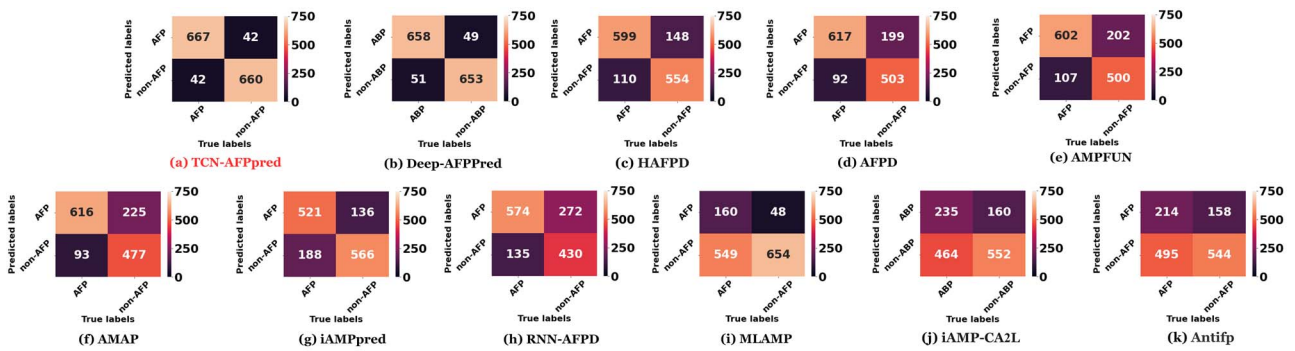 Predicted labels
AFP
non-AFP
667 42
42 660
750
500
250
0
AFP
non-AFP
True labels
(a) TCN-AFPpred
Predicted labels
ABP
non-ABP
658 49
51 653
750
500
250
0
ABP
non-ABP
True labels
(b) Deep-AFPPred
Predicted labels
AFP
non-AFP
599 148
110 554
750
500
250
0
AFP
non-AFP
True labels
(c) HAFPD
Predicted labels
AFP
non-AFP
617 199
92 503
750
500
250
0
AFP
non-AFP
True labels
(d) AFPD
Predicted labels
AFP
non-AFP
602 202
107 500
750
500
250
0
AFP
non-AFP
True labels
(e) AMPFUN
Predicted labels
AFP
non-AFP
616 225
93 477
750
500
250
0
AFP
non-AFP
True labels
(f) AMAP
Predicted labels
AFP
non-AFP
521 136
188 566
750
500
250
0
AFP
non-AFP
True labels
(g) iAMPpred
Predicted labels
AFP
non-AFP
574 272
135 430
750
500
250
0
AFP
non-AFP
True labels
(h) RNN-AFPD
Predicted labels
AFP
non-AFP
160 48
549 654
750
500
250
0
AFP
non-AFP
True labels
(i) MLAMP
Predicted labels
ABP
non-ABP
235 160
464 552
750
500
250
0
ABP
non-ABP
True labels
(j) iAMP-CA2L
Predicted labels
AFP
non-AFP
214 158
495 544
750
500
250
0
AFP
non-AFP
True labels
(k) Antifp